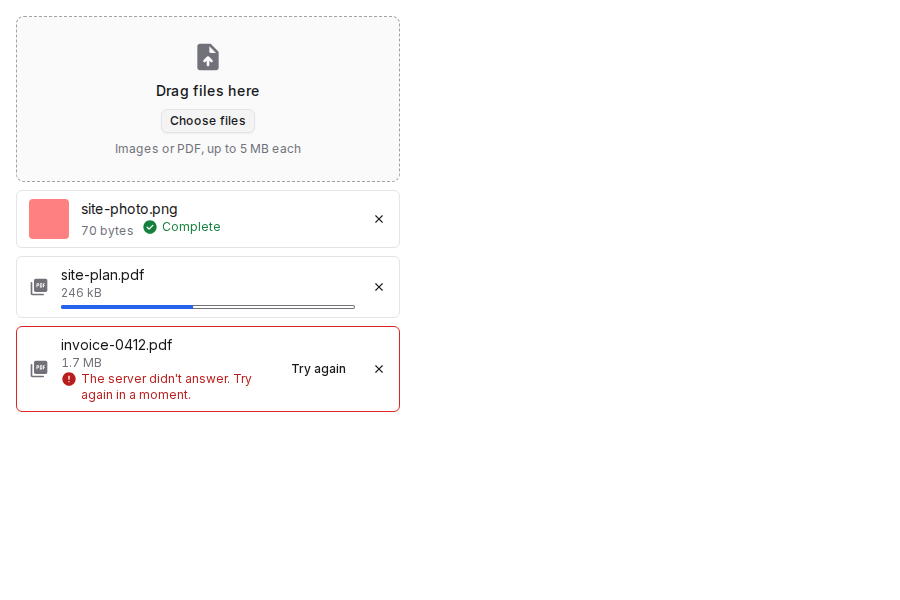 Drag files here
Choose files
Images or PDF, up to 5 MB each
site-photo.png
70 bytes Complete
site-plan.pdf
PDF
246 kB
invoice-0412.pdf
PDF
1.7 MB
Try again
The server didn't answer. Try
again in a moment.